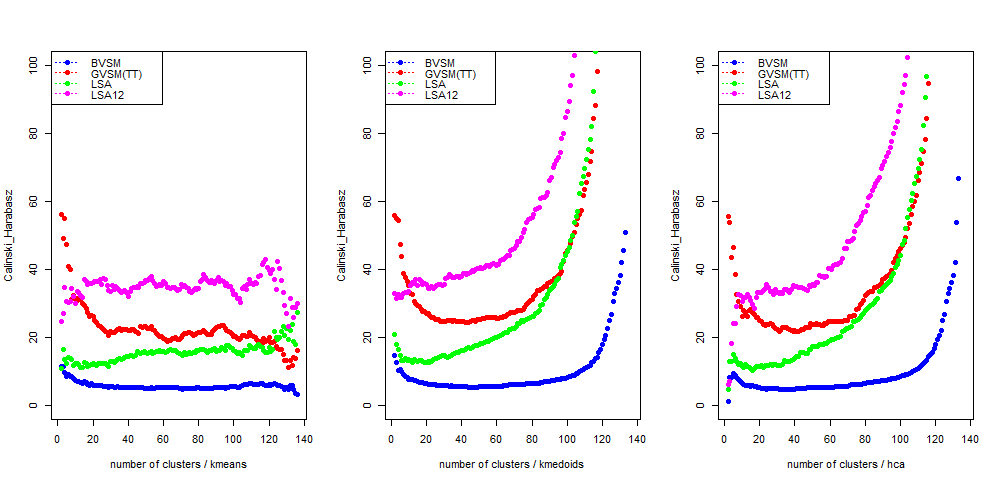 BVSM
GVSM(TT)
LSA
LSA12
Calinski_Harabasz
0 20 40 60 80 100
0 20 40 60 80 100 120 140
number of clusters / kmeans
BVSM
GVSM(TT)
LSA
LSA12
Calinski_Harabasz
0 20 40 60 80 100
0 20 40 60 80 100 120 140
number of clusters / kmedoids
BVSM
GVSM(TT)
LSA
LSA12
Calinski_Harabasz
0 20 40 60 80 100
0 20 40 60 80 100 120 140
number of clusters / hca